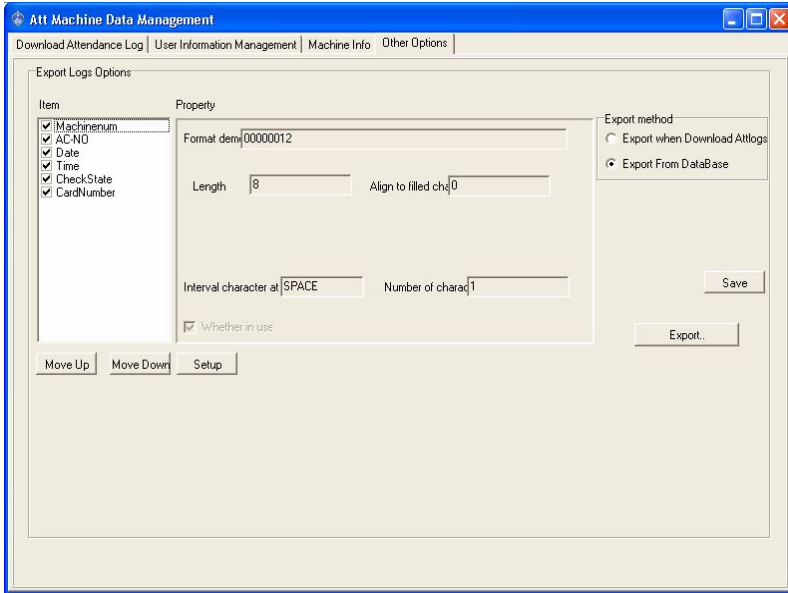 Att Machine Data Management
Download Attendance Log User Information Management Machine Info Other Options
Export Logs Options
Item
Property
Machinenum
AC-NO
Date
Time
CheckState
CardNumber
Format dem 00000012
Length 8 Align to filled cha 0
Interval character at SPACE Number of charac 1
Whether in use
Export method
Export when Download Attlogs
Export From DataBase
Save
Export..
Move Up Move Down Setup